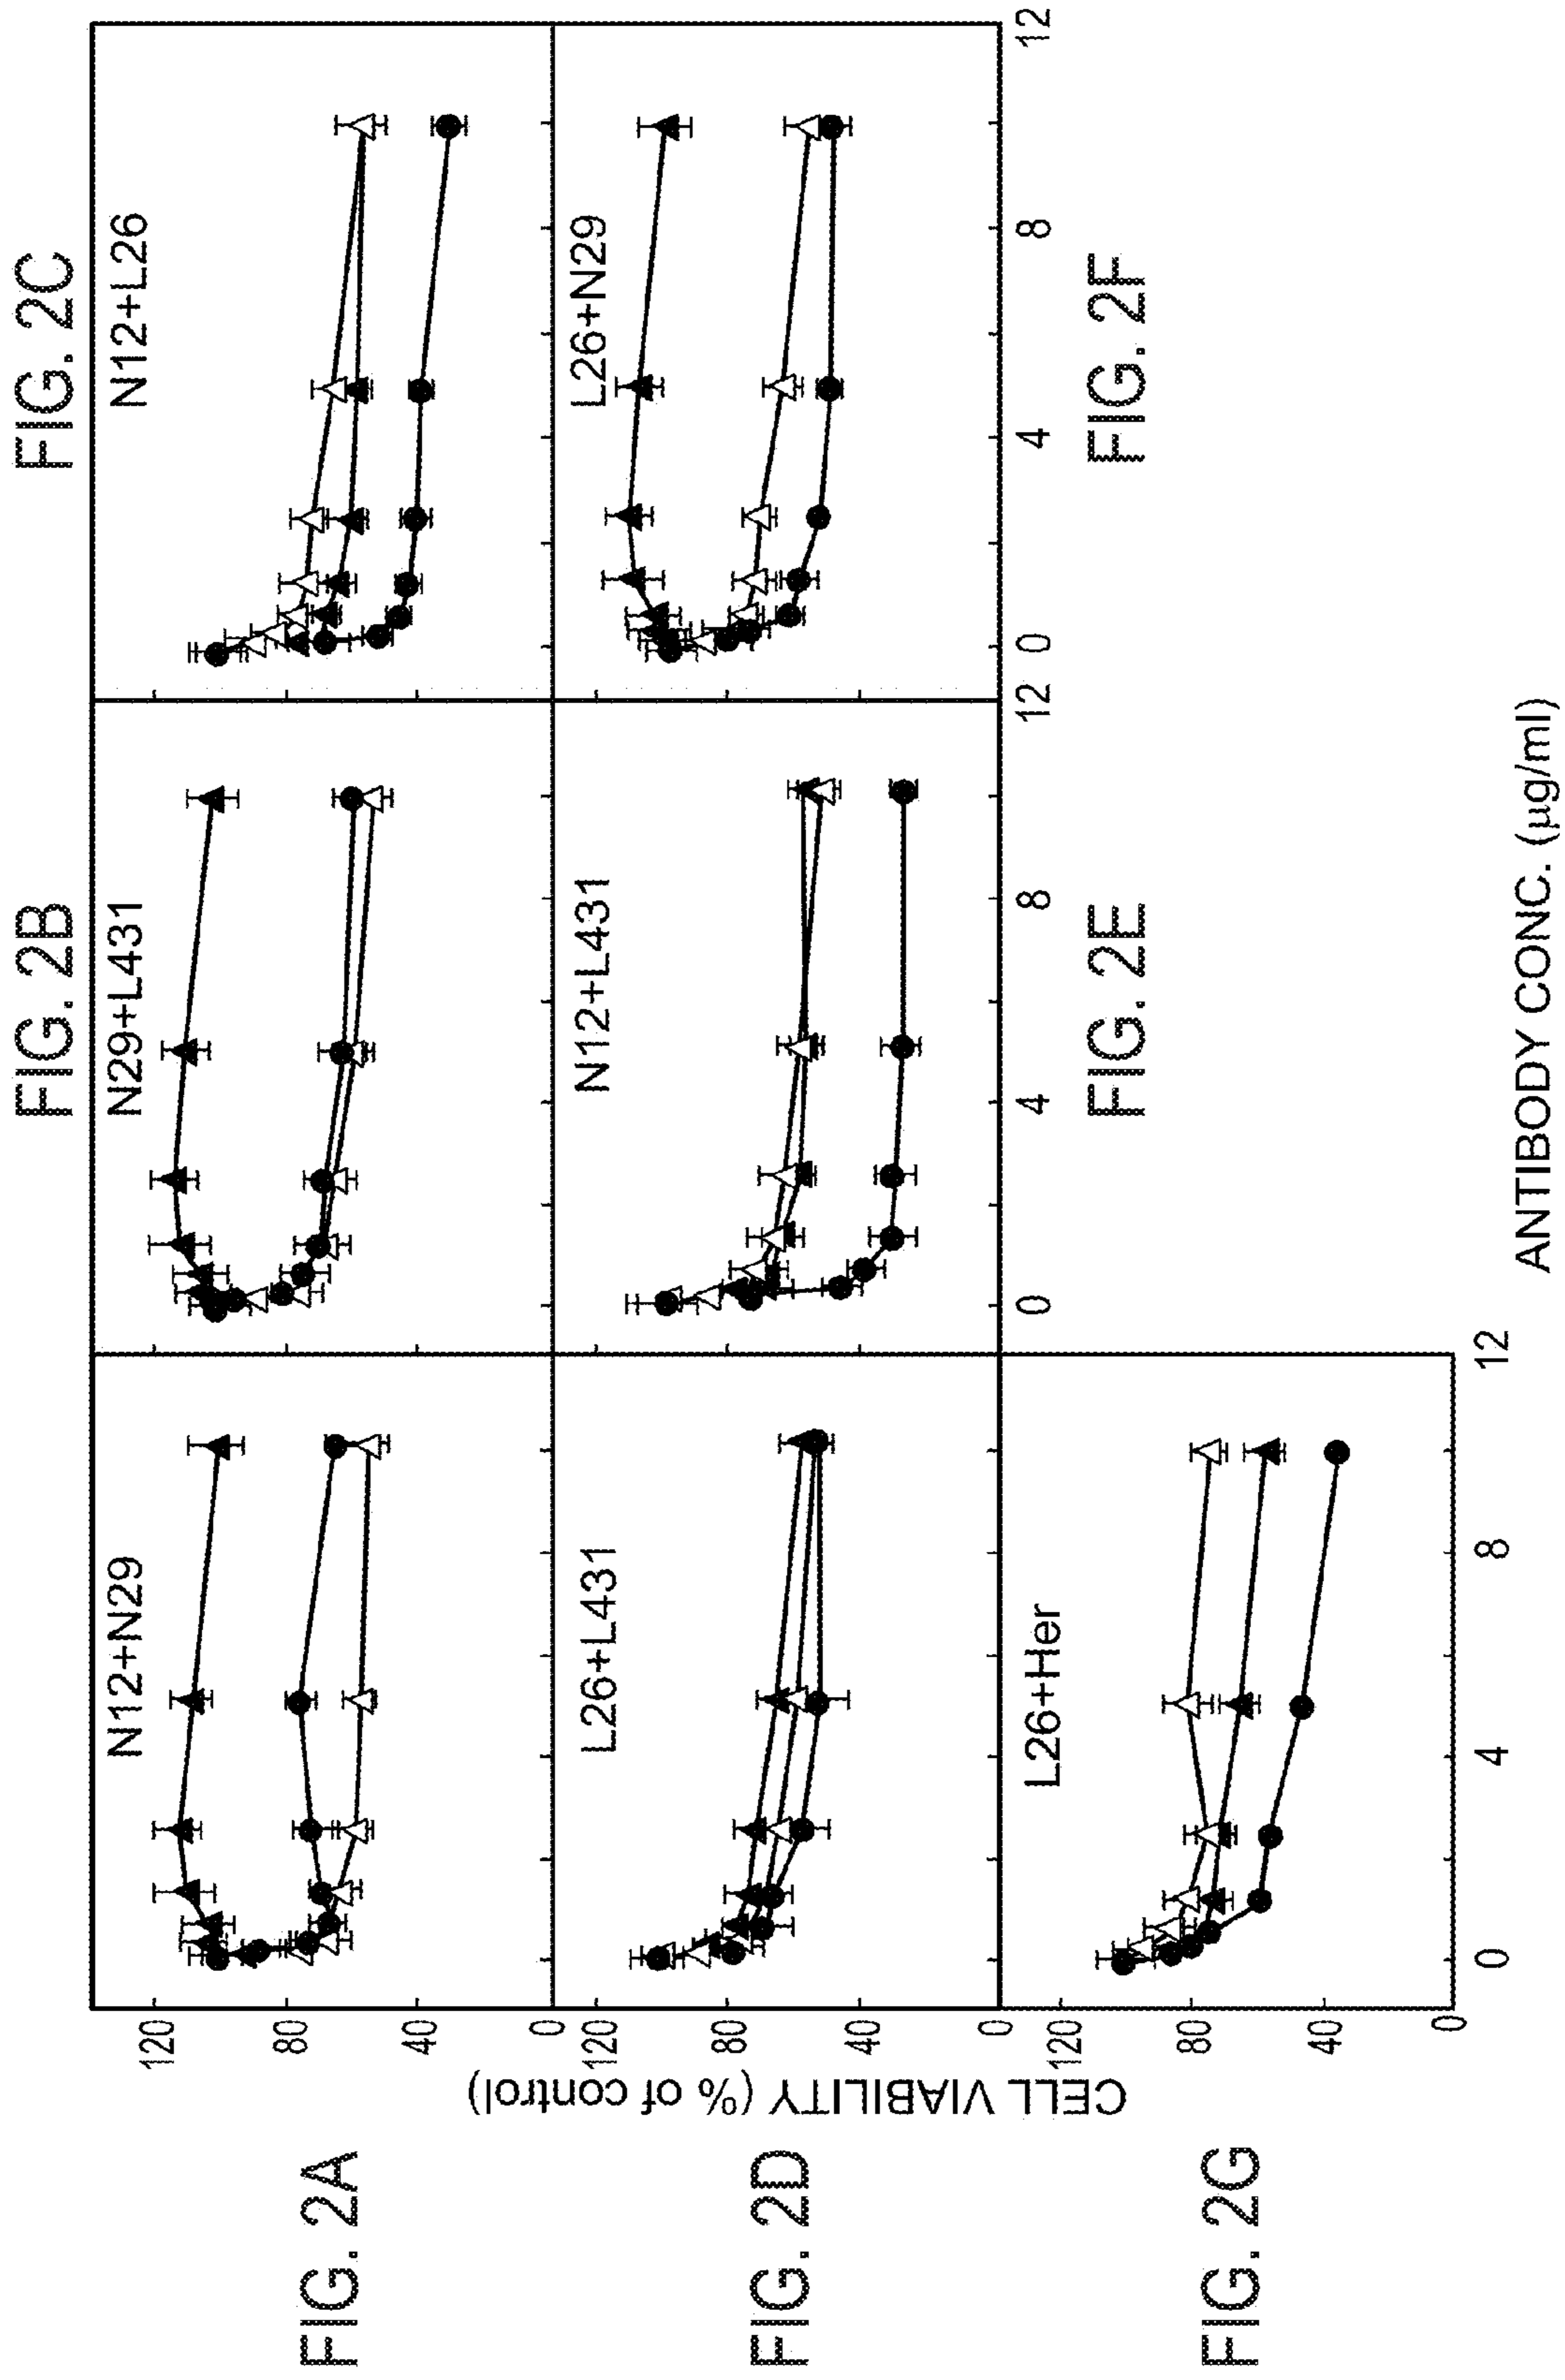 FIG. 2A
FIG. 2B
FIG. 2C
N12+N29
N29+L431
N12+L26
120
80
40
0
FIG. 2D
L26+L431
N12+L431
L26+N29
120
80
40
0
CELL VIABILITY (% of control)
0
4
8
12
0
4
8
12
FIG. 2E
FIG. 2F
FIG. 2G
L26+Her
120
80
40
0
0
4
8
12
ANTIBODY CONC. (µg/ml)